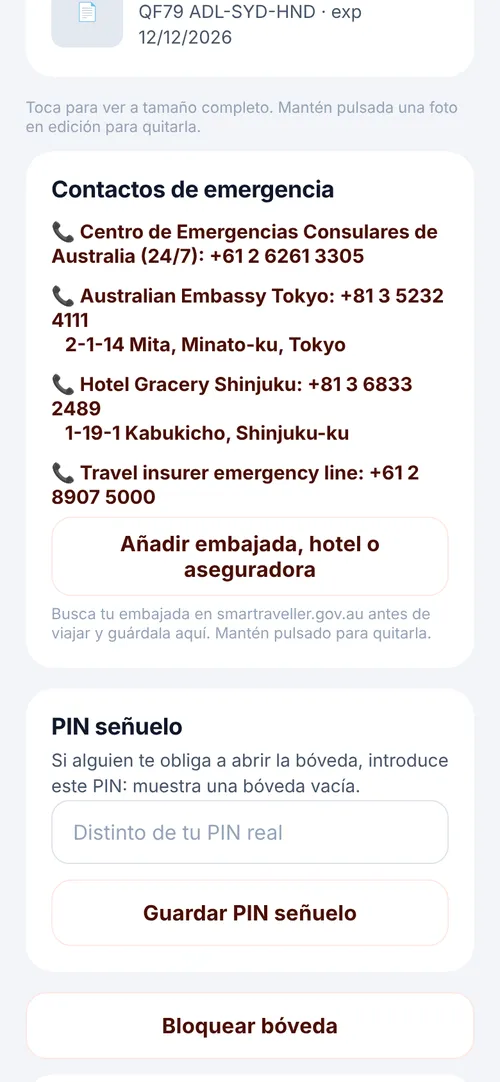 QF79 ADL-SYD-HND · exp
12/12/2026
Toca para ver a tamaño completo. Mantén pulsada una foto
en edición para quitarla.
Contactos de emergencia
📞 Centro de Emergencias Consulares de
Australia (24/7): +61 2 6261 3305
📞 Australian Embassy Tokyo: +81 3 5232
4111
2-1-14 Mita, Minato-ku, Tokyo
📞 Hotel Gracery Shinjuku: +81 3 6833
2489
1-19-1 Kabukicho, Shinjuku-ku
📞 Travel insurer emergency line: +61 2
8907 5000
Añadir embajada, hotel o
aseguradora
Busca tu embajada en smartraveller.gov.au antes de
viajar y guárdala aquí. Mantén pulsado para quitarla.
PIN señuelo
Si alguien te obliga a abrir la bóveda, introduce
este PIN: muestra una bóveda vacía.
Distinto de tu PIN real
Guardar PIN señuelo
Bloquear bóveda